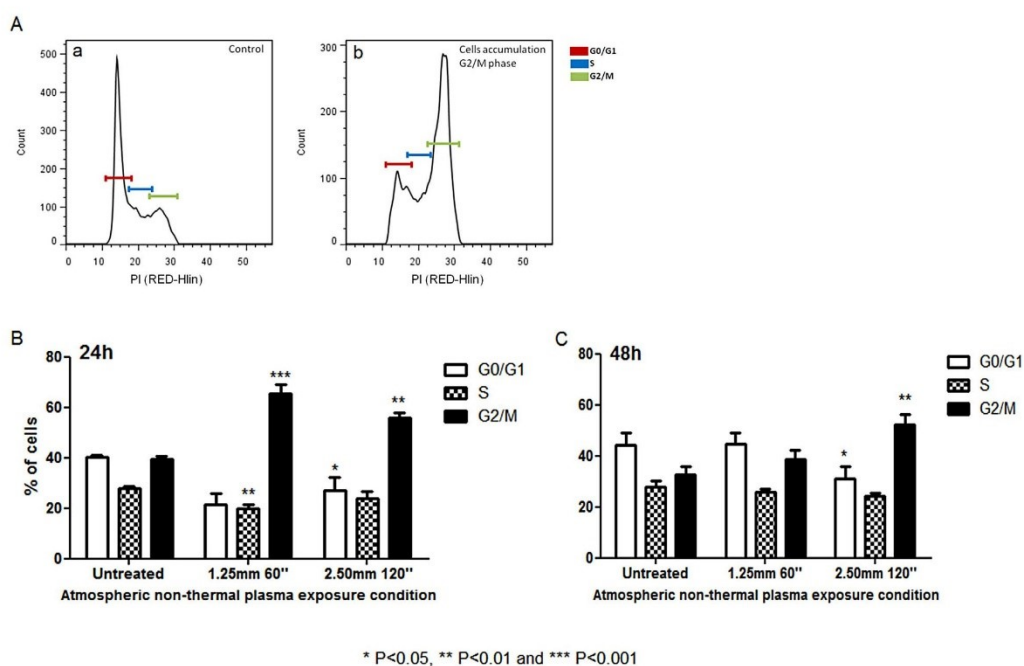 A
a
Control
500
400
300
200
100
0
Count
0 10 20 30 40 50
PI (RED-Hlin)
b
Cells accumulation
G2/M phase
300
200
100
0
Count
0 10 20 30 40 50
PI (RED-Hlin)
G0/G1
S
G2/M
B
24h
80
60
40
20
0
% of cells
***
**
**
*
G0/G1
S
G2/M
Untreated 1.25mm 60" 2.50mm 120"
Atmospheric non-thermal plasma exposure condition
C
48h
80
60
40
20
0
**
*
G0/G1
S
G2/M
Untreated 1.25mm 60" 2.50mm 120"
Atmospheric non-thermal plasma exposure condition
* P<0.05, ** P<0.01 and *** P<0.001